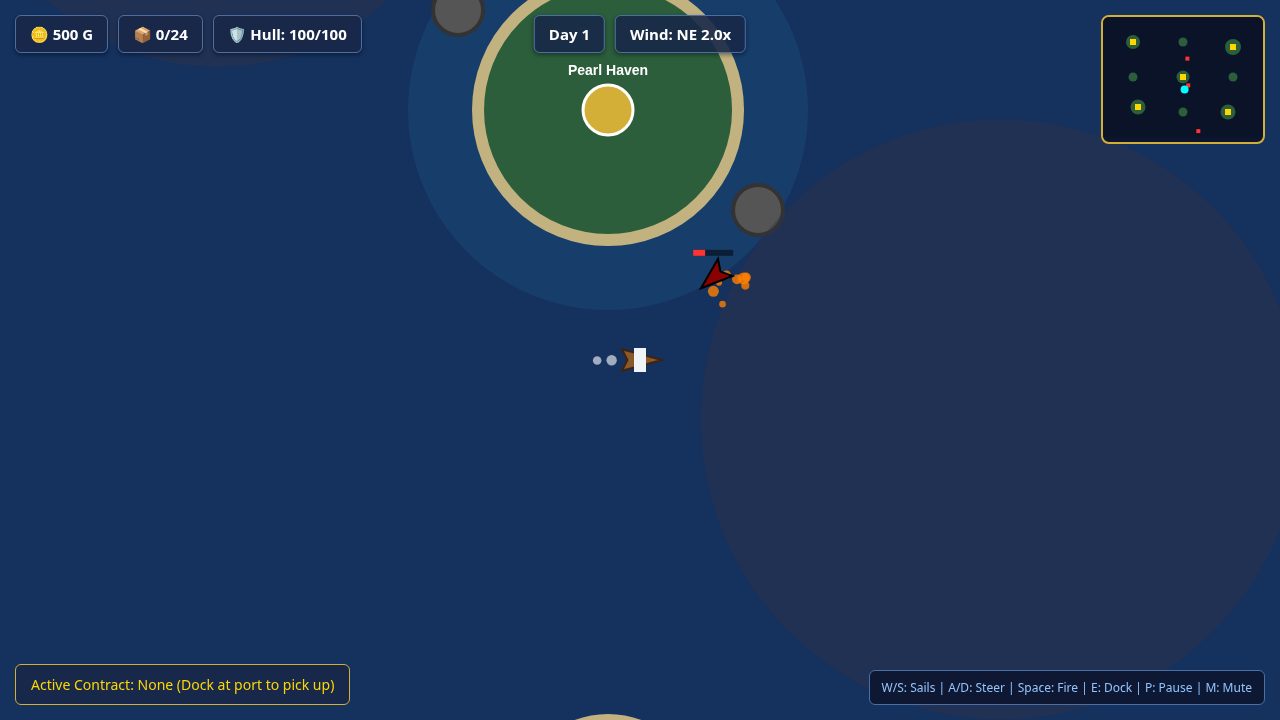 🪙 500 G
📦 0/24
🛡️ Hull: 100/100
Day 1
Wind: NE 2.0x
Pearl Haven
Active Contract: None (Dock at port to pick up)
W/S: Sails | A/D: Steer | Space: Fire | E: Dock | P: Pause | M: Mute